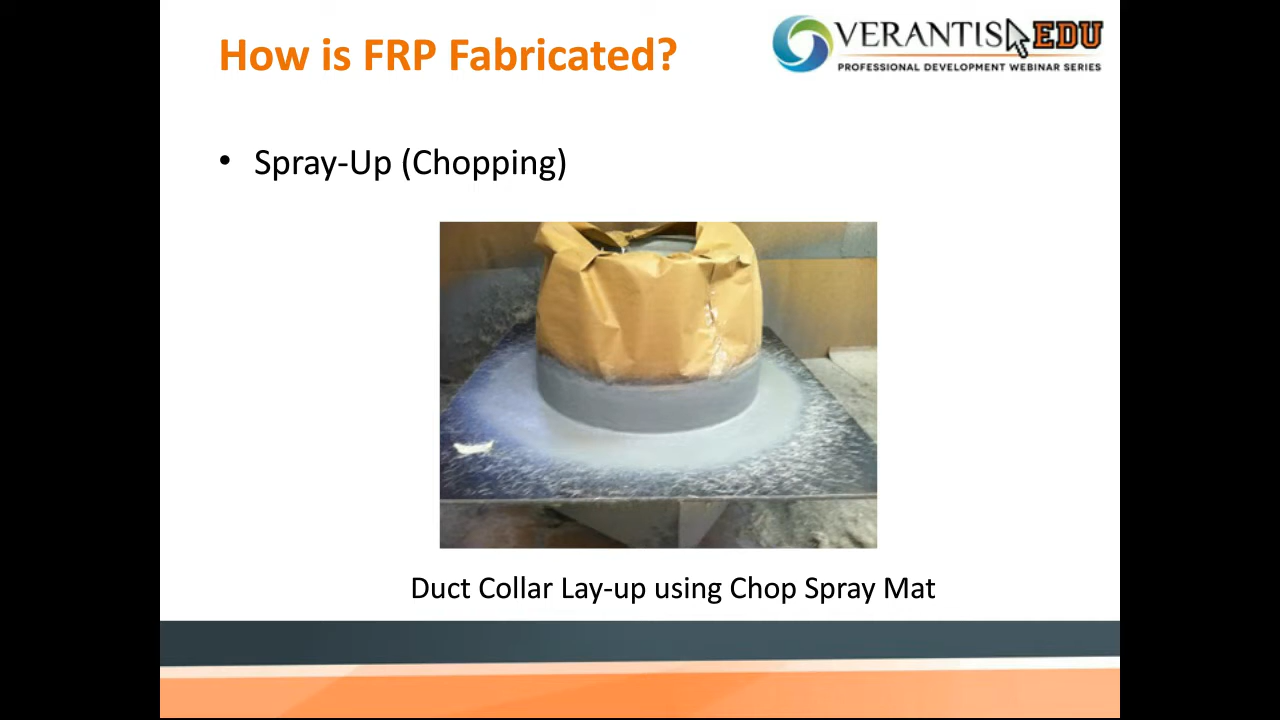 How is FRP Fabricated?
VERANTIS EDU
PROFESSIONAL DEVELOPMENT WEBINAR SERIES
• Spray-Up (Chopping)
Duct Collar Lay-up using Chop Spray Mat